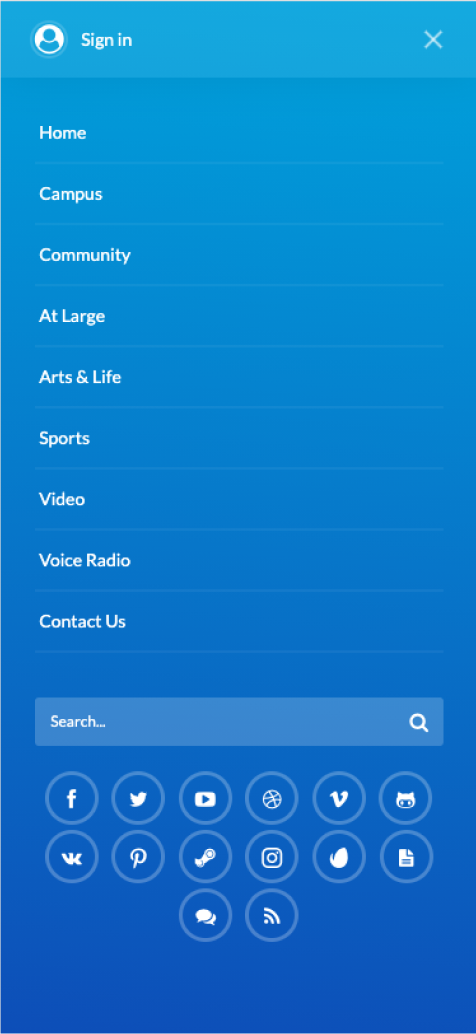 Sign in
Home
Campus
Community
At Large
Arts & Life
Sports
Video
Voice Radio
Contact Us
Search...